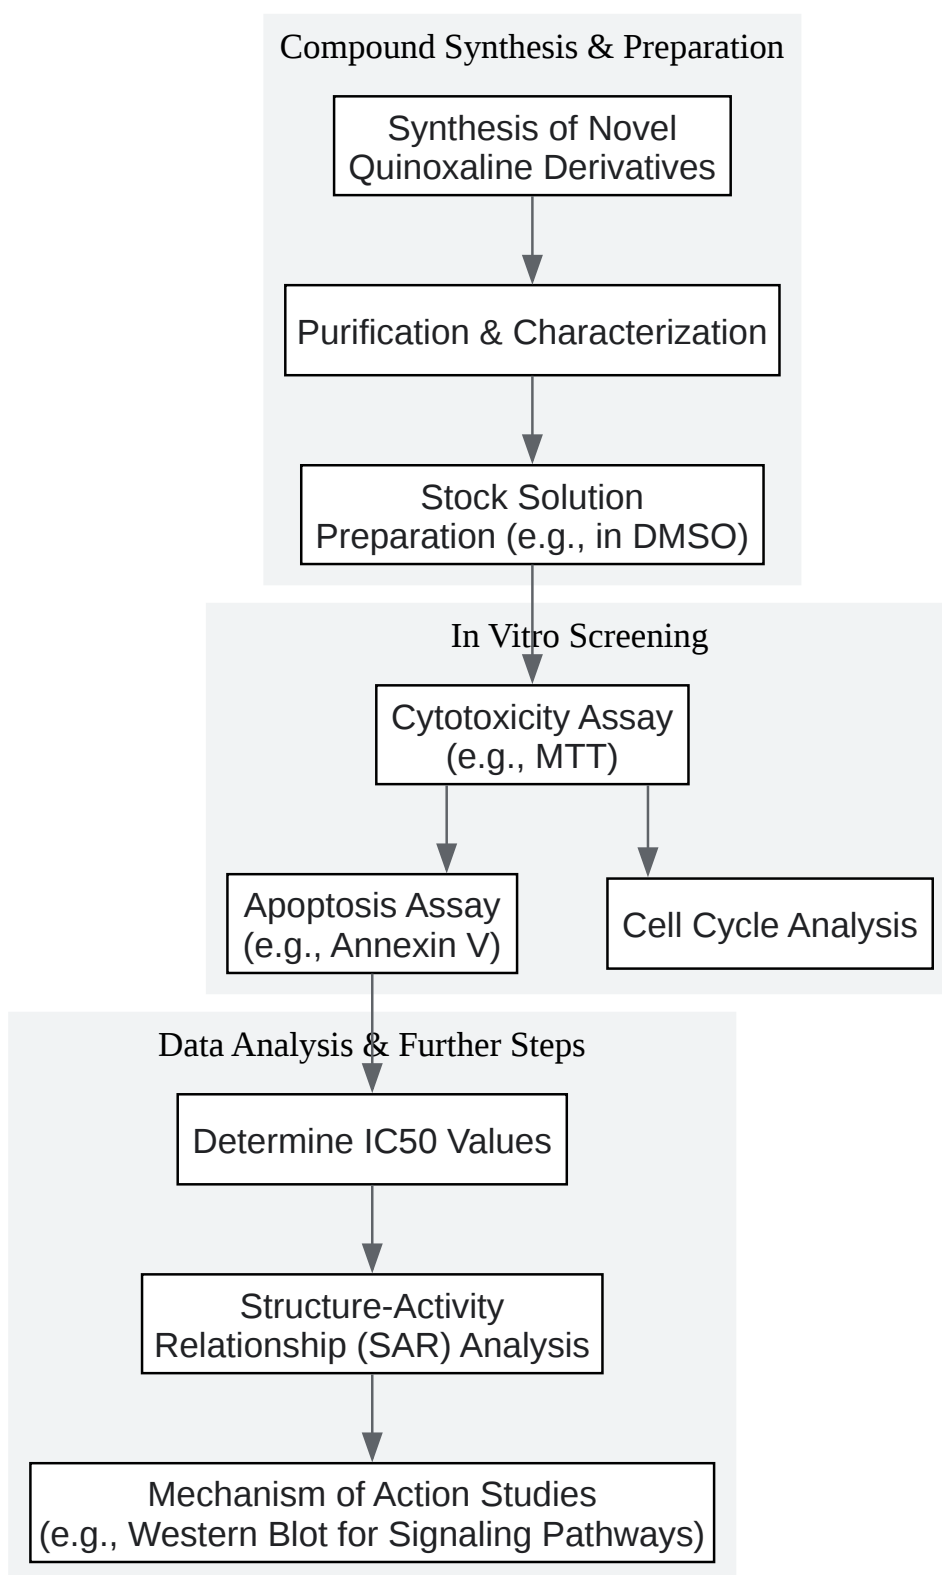 Compound Synthesis & Preparation
Synthesis of Novel
Quinoxaline Derivatives
Purification & Characterization
Stock Solution
Preparation (e.g., in DMSO)
In Vitro Screening
Cytotoxicity Assay
(e.g., MTT)
Apoptosis Assay
(e.g., Annexin V)
Cell Cycle Analysis
Data Analysis & Further Steps
Determine IC50 Values
Structure-Activity
Relationship (SAR) Analysis
Mechanism of Action Studies
(e.g., Western Blot for Signaling Pathways)